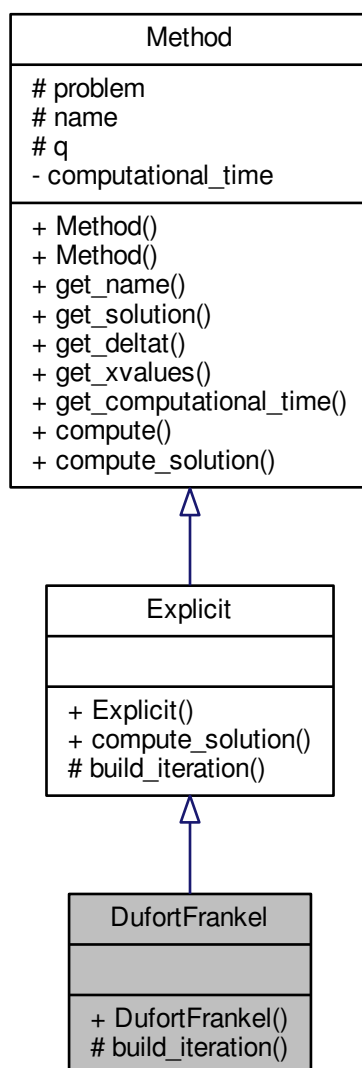 Method
# problem
# name
# q
- computational_time
+ Method()
+ Method()
+ get_name()
+ get_solution()
+ get_deltat()
+ get_xvalues()
+ get_computational_time()
+ compute()
+ compute_solution()
Explicit
+ Explicit()
+ compute_solution()
# build_iteration()
DufortFrankel
+ DufortFrankel()
# build_iteration()